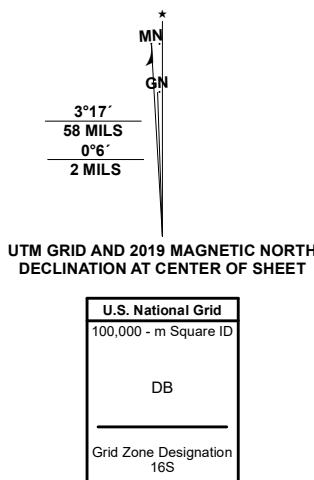 ★
MN
GN
3°17´
58 MILS
0°6´
2 MILS
UTM GRID AND 2019 MAGNETIC NORTH
DECLINATION AT CENTER OF SHEET
U.S. National Grid
100,000 - m Square ID
DB
Grid Zone Designation
16S